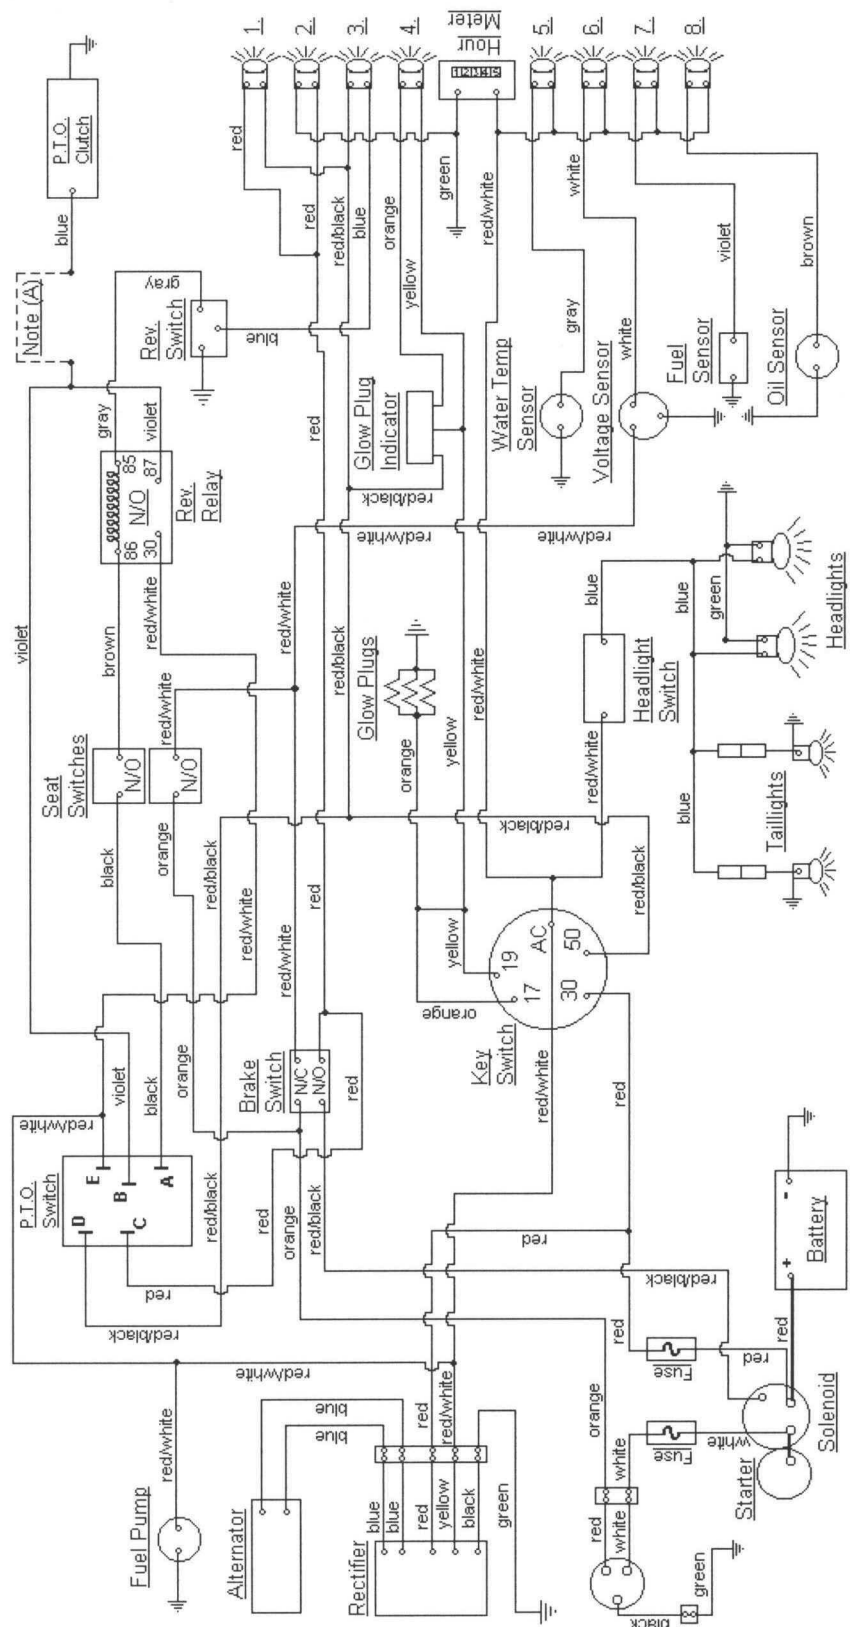 1.
2.
3.
4.
Hour
Meter
12345
5.
6.
7.
8.
P.T.O.
Clutch
blue
Note (A)
gray
Rev.
Switch
blue
red
red
red/black
blue
orange
yellow
green
red/white
white
violet
brown
gray
white
Glow Plug
Indicator
Water Temp
Sensor
Voltage Sensor
Fuel
Sensor
Oil Sensor
gray
violet
85
87
N/O
86
30
Rev.
Relay
red
red/black
red/white
red/white
violet
brown
red/white
red/white
red/white
red/black
Glow Plugs
red/white
blue
Headlight
Switch
blue
green
Headlights
Seat
Switches
N/O
N/O
orange
yellow
red/white
Taillights
blue
black
orange
red/black
red/white
red/white
red
red/black
red/black
yellow
orange
19
17
AC
30
50
Key
Switch
red/white
violet
black
orange
Brake
Switch
N/C
N/O
red
red/white
red
P.T.O.
Switch
D
E
B
C
A
red/black
red
orange
red/black
red
red
red/black
red/black
Battery
+
-
red
red/white
red/white
Fuel Pump
Alternator
blue
blue
red
red/white
Rectifier
blue
blue
red
yellow
black
green
orange
white
red
white
black
green
red
Fuse
red
Fuse
white
Solenoid
Starter